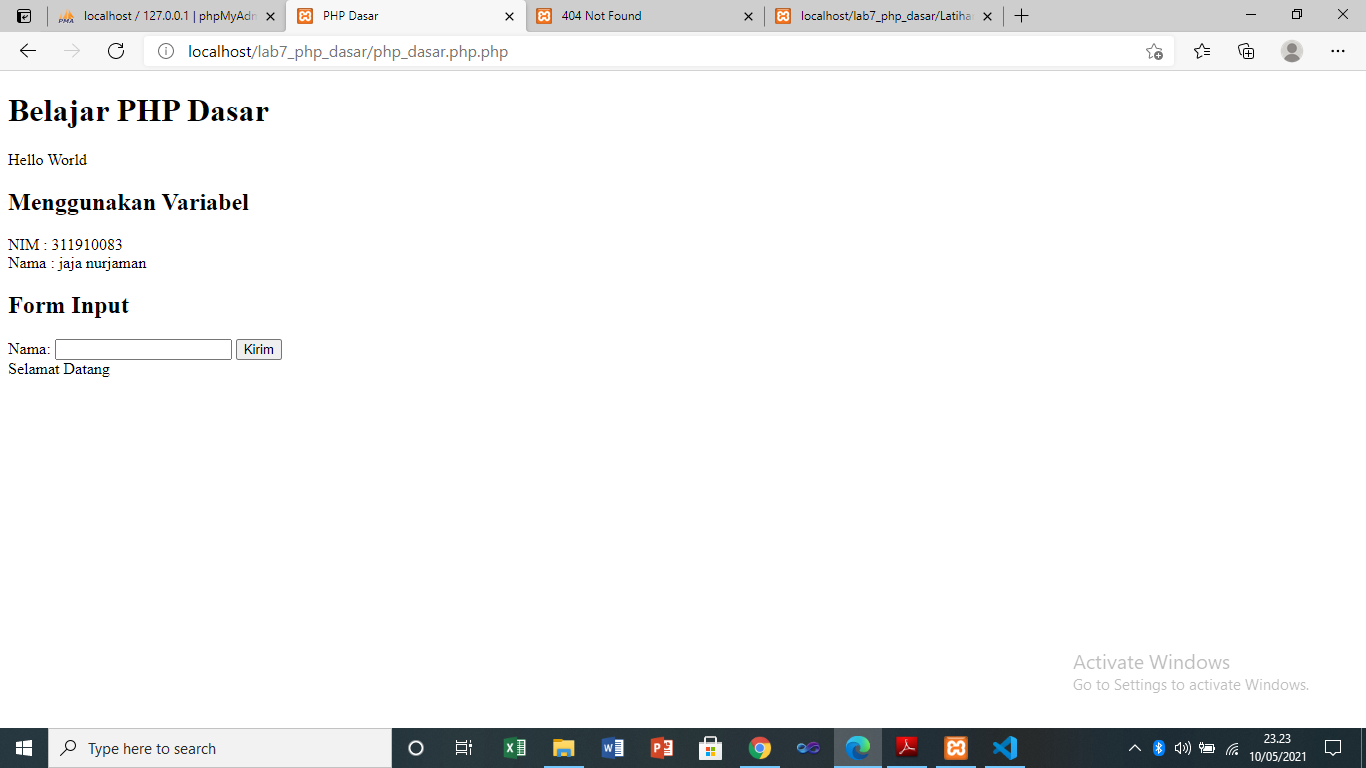 localhost / 127.0.0.1 | phpMyAdn
PHP Dasar
404 Not Found
localhost/lab7_php_dasar/Latiha
localhost/lab7_php_dasar/php_dasar.php.php
Belajar PHP Dasar
Hello World
Menggunakan Variabel
NIM : 311910083
Nama : jaja nurjaman
Form Input
Nama: Kirim
Selamat Datang
Activate Windows
Go to Settings to activate Windows.
Type here to search
23.23
10/05/2021